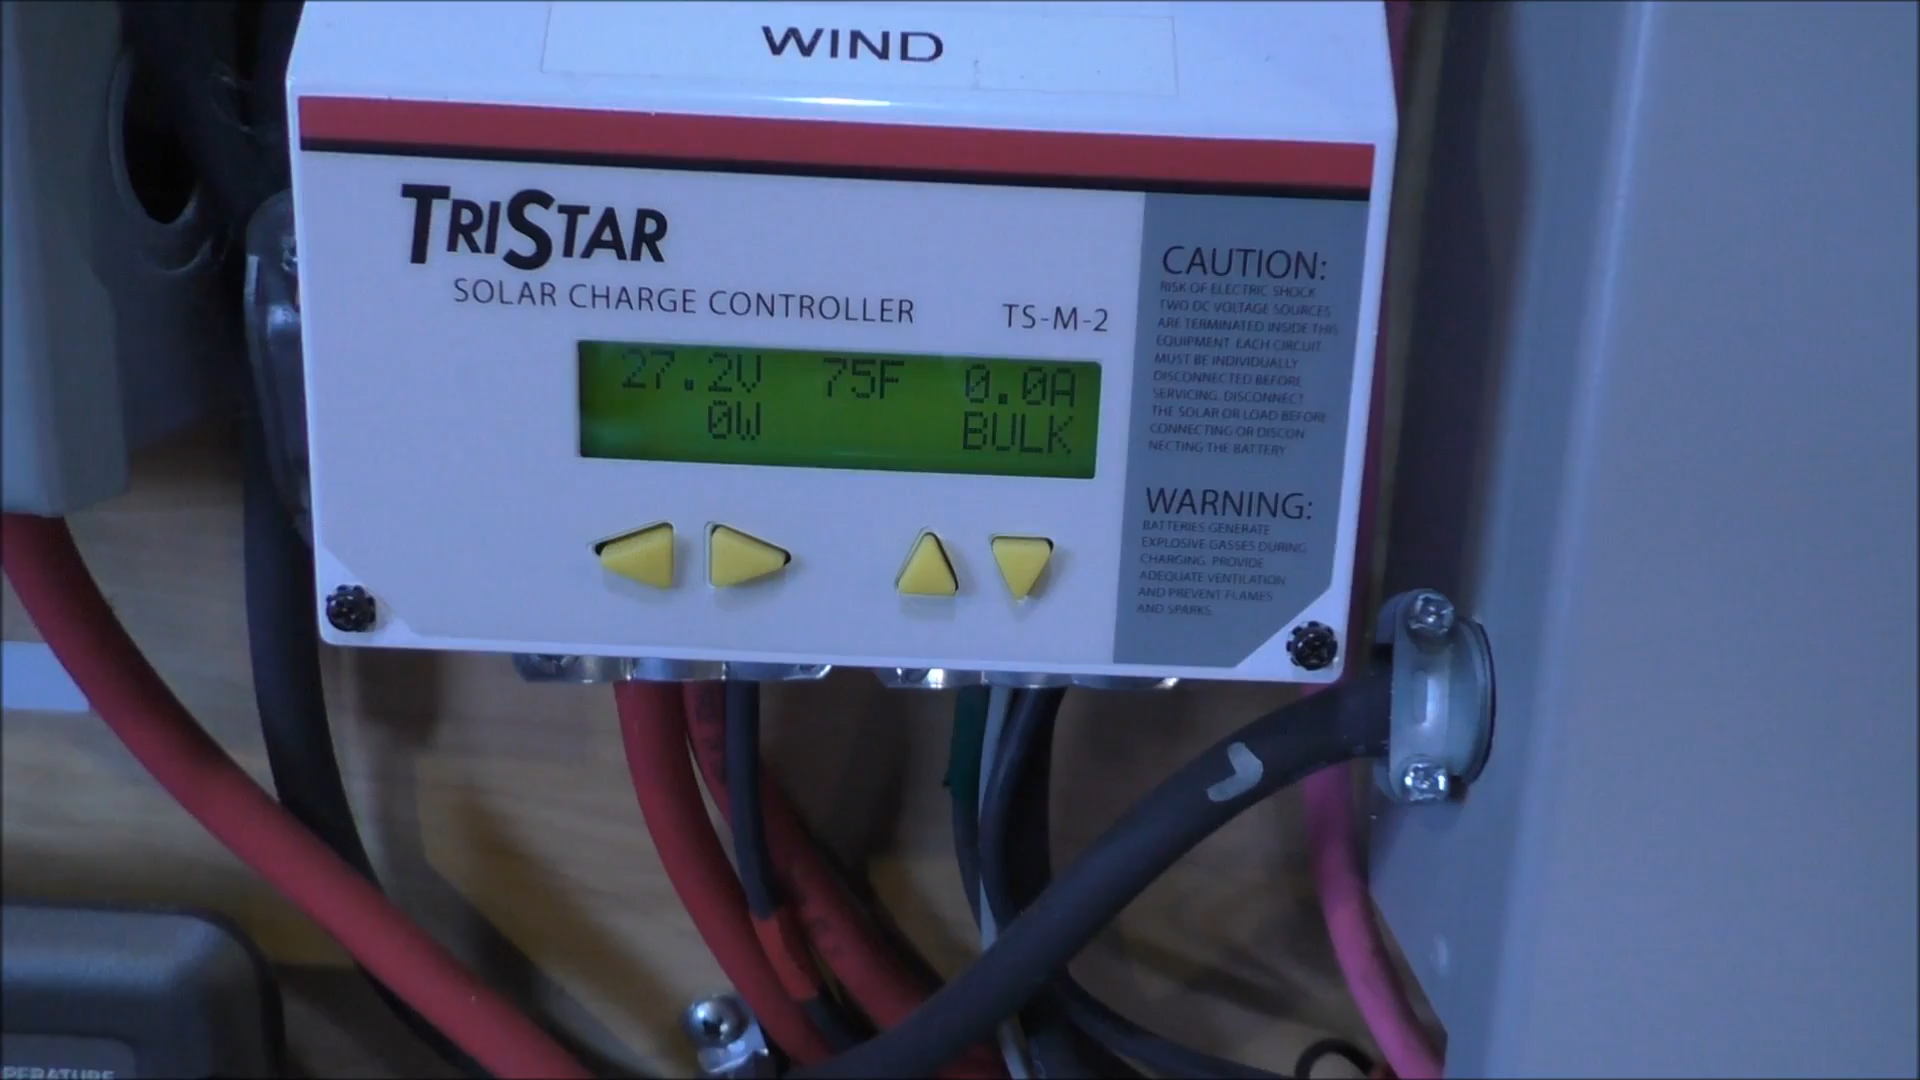 WIND
TRISTAR
SOLAR CHARGE CONTROLLER
TS-M-2
27.2V 75F 0.0A
0W BULK
CAUTION:
RISK OF ELECTRIC SHOCK
TWO DC VOLTAGE SOURCES
ARE TERMINATED INSIDE THIS
EQUIPMENT. EACH CIRCUIT
MUST BE INDIVIDUALLY
DISCONNECTED BEFORE
SERVICING. DISCONNECT
THE SOLAR OR LOAD BEFORE
CONNECTING OR DISCON
NECTING THE BATTERY
WARNING:
BATTERIES GENERATE
EXPLOSIVE GASSES DURING
CHARGING. PROVIDE
ADEQUATE VENTILATION
AND PREVENT FLAMES
AND SPARKS.